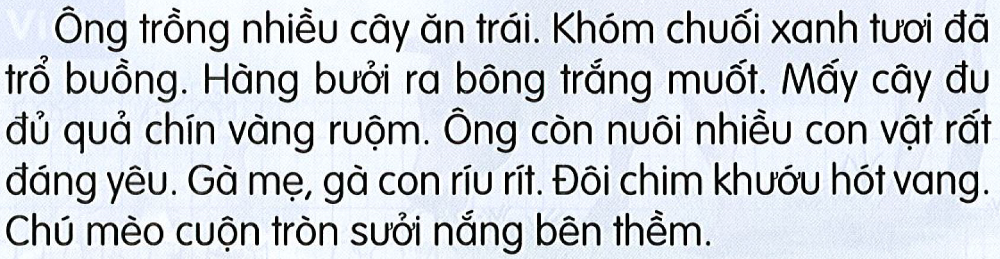 Ông trồng nhiều cây ăn trái. Khóm chuối xanh tươi đã
trổ buồng. Hàng bưởi ra bông trắng muốt. Mấy cây đu
đủ quả chín vàng ruộm. Ông còn nuôi nhiều con vật rất
đáng yêu. Gà mẹ, gà con ríu rít. Đôi chim khướu hót vang.
Chú mèo cuộn tròn sưởi nắng bên thềm.